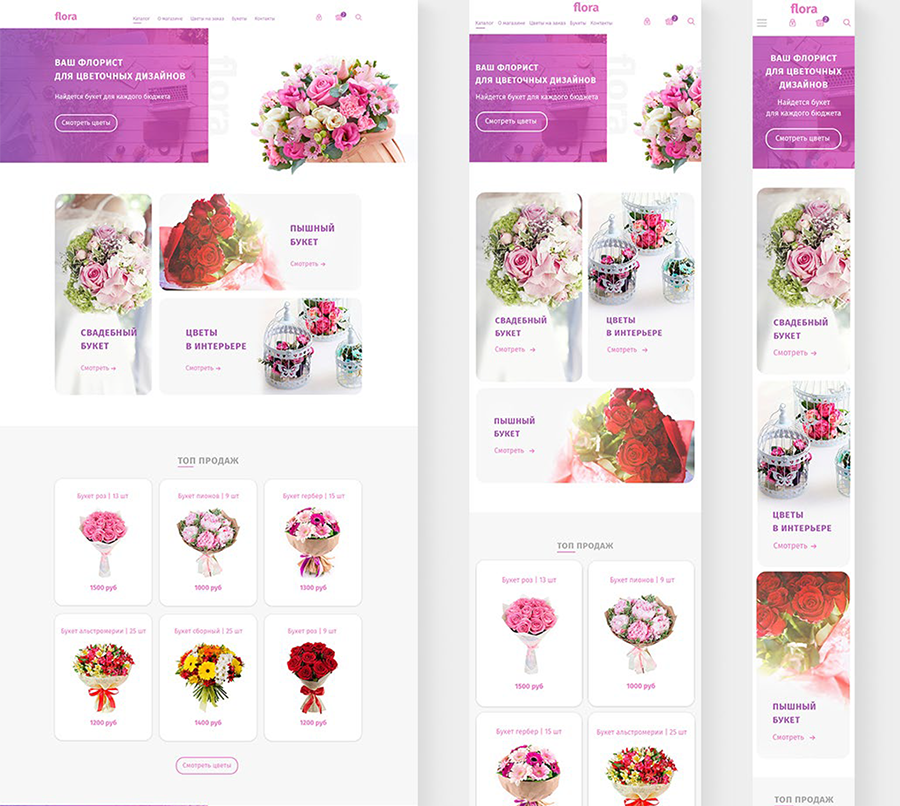 flora
Каталог О магазине Цветы на заказ Букеты Контакты
2
flora
ВАШ ФЛОРИСТ
ДЛЯ ЦВЕТОЧНЫХ ДИЗАЙНОВ
Найдется букет для каждого бюджета
Смотреть цветы
СВАДЕБНЫЙ
БУКЕТ
Смотреть →
ПЫШНЫЙ
БУКЕТ
Смотреть →
ЦВЕТЫ
В ИНТЕРЬЕРЕ
Смотреть →
ТОП ПРОДАЖ
Букет роз | 13 шт
1500 руб
Букет пионов | 9 шт
1000 руб
Букет гербер | 15 шт
1300 руб
Букет альстромерии | 25 шт
1200 руб
Букет сборный | 25 шт
1400 руб
Букет роз | 9 шт
1200 руб
Смотреть цветы
flora
Каталог О магазине Цветы на заказ Букеты Контакты
2
flora
ВАШ ФЛОРИСТ
ДЛЯ ЦВЕТОЧНЫХ ДИЗАЙНОВ
Найдется букет для каждого бюджета
Смотреть цветы
СВАДЕБНЫЙ
БУКЕТ
Смотреть →
ЦВЕТЫ
В ИНТЕРЬЕРЕ
Смотреть →
ПЫШНЫЙ
БУКЕТ
Смотреть →
ТОП ПРОДАЖ
Букет роз | 13 шт
1500 руб
Букет пионов | 9 шт
1000 руб
Букет гербер | 15 шт
Букет альстромерии | 25 шт
flora
2
ВАШ ФЛОРИСТ
ДЛЯ ЦВЕТОЧНЫХ
ДИЗАЙНОВ
Найдется букет
для каждого бюджета
Смотреть цветы
СВАДЕБНЫЙ
БУКЕТ
Смотреть →
ЦВЕТЫ
В ИНТЕРЬЕРЕ
Смотреть →
ПЫШНЫЙ
БУКЕТ
Смотреть →
ТОП ПРОДАЖ